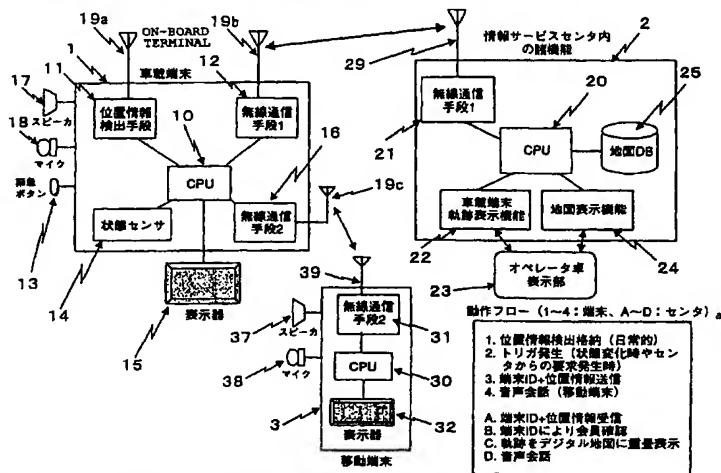 19a
ON-BOARD
TERMINAL
19b
1
車載端末
11
12
17
スピーカ
18
マイク
ボタン
13
位置情報
検出手段
無線通信
手段1
10
CPU
16
19c
状態センサ
無線通信
手段2
14
15
表示器
29
情報サービスセンタ内
の諸機能
2
無線通信
手段1
21
20
CPU
25
地図DB
車載端末
軌跡表示機能
地図表示機能
22
24
23
オペレータ卓
表示部
39
37
スピーカ
無線通信
手段2
31
38
マイク
CPU
30
3
表示器
32
移動端末
動作フロー (1~4:端末、A~D:センタ) a
1. 位置情報検出格納(日常的)
2. トリガ発生(状態変化時やセン
タからの要求発生時)
3. 端末ID+位置情報送信
4. 音声会話(移動端末)
A. 端末ID+位置情報受信
B. 端末IDにより会員確認
C. 軌跡をデジタル地図に重畳表示
D. 音声会話